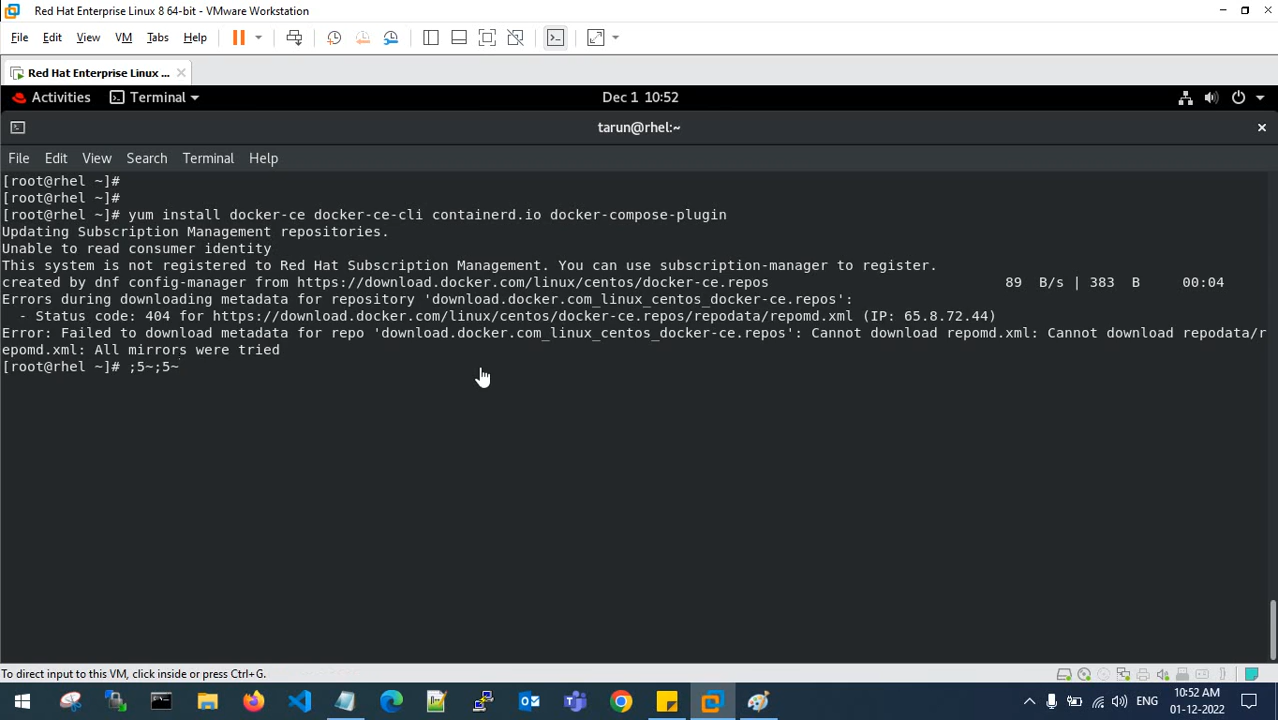 Red Hat Enterprise Linux 8 64-bit - VMware Workstation
File Edit View VM Tabs Help
Red Hat Enterprise Linux ...
Activities Terminal Dec 1 10:52
tarun@rhel:~
File Edit View Search Terminal Help
[root@rhel ~]#
[root@rhel ~]#
[root@rhel ~]# yum install docker-ce docker-ce-cli containerd.io docker-compose-plugin
Updating Subscription Management repositories.
Unable to read consumer identity
This system is not registered to Red Hat Subscription Management. You can use subscription-manager to register.
created by dnf config-manager from https://download.docker.com/linux/centos/docker-ce.repos 89 B/s | 383 B 00:04
Errors during downloading metadata for repository 'download.docker.com_linux_centos_docker-ce.repos':
- Status code: 404 for https://download.docker.com/linux/centos/docker-ce.repos/repodata/repomd.xml (IP: 65.8.72.44)
Error: Failed to download metadata for repo 'download.docker.com_linux_centos_docker-ce.repos': Cannot download repomd.xml: Cannot download repodata/r
epomd.xml: All mirrors were tried
[root@rhel ~]# ;5~;5~
To direct input to this VM, click inside or press Ctrl+G.
ENG
10:52 AM
01-12-2022